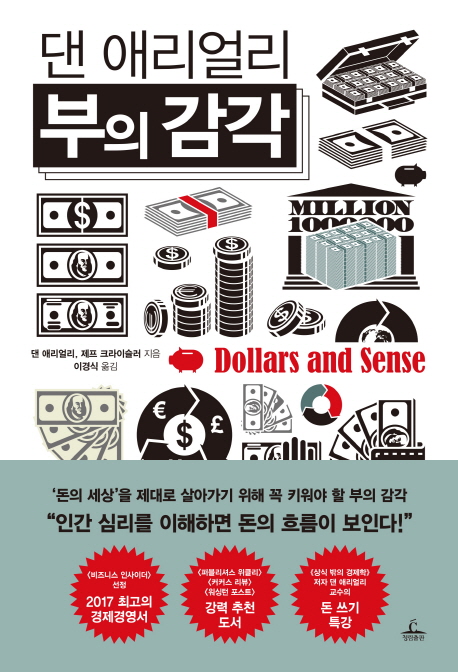 댄 애리얼리
부의 감각
MILLION
1000000
댄 애리얼리, 제프 크라이슬러 지음
이경식 옮김
Dollars and Sense
‘돈의 세상’을 제대로 살아가기 위해 꼭 키워야 할 부의 감각
“인간 심리를 이해하면 돈의 흐름이 보인다!”
〈비즈니스 인사이더〉
선정
2017 최고의
경제경영서
〈퍼블리셔스 위클리〉
〈커커스 리뷰〉
〈워싱턴 포스트〉
강력 추천
도서
〈상식 밖의 경제학〉
저자 댄 애리얼리
교수의
돈 쓰기
특강
청림출판